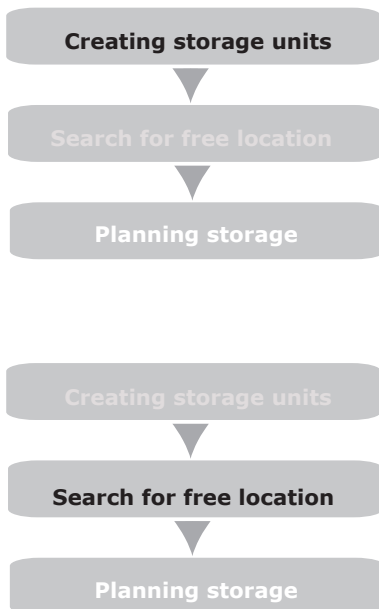 Creating storage units
Search for free location
Planning storage
Creating storage units
Search for free location
Planning storage